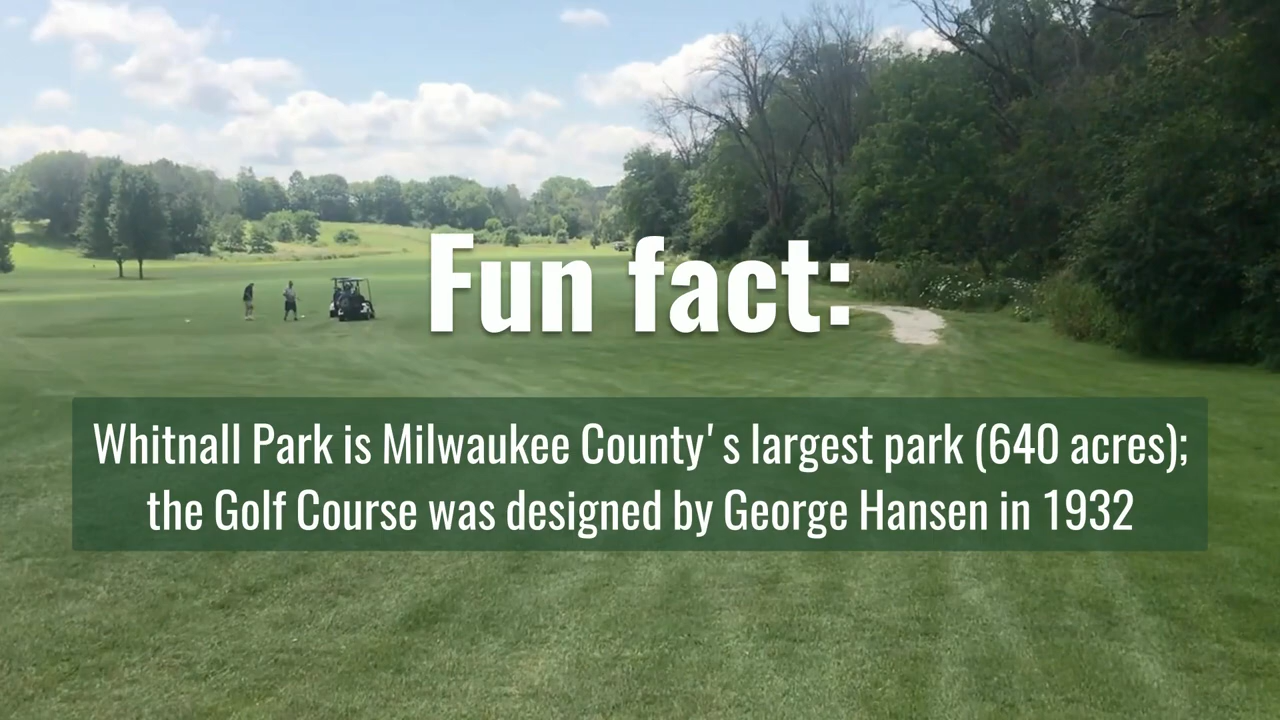 Fun fact:
Whitnall Park is Milwaukee County's largest park (640 acres);
the Golf Course was designed by George Hansen in 1932